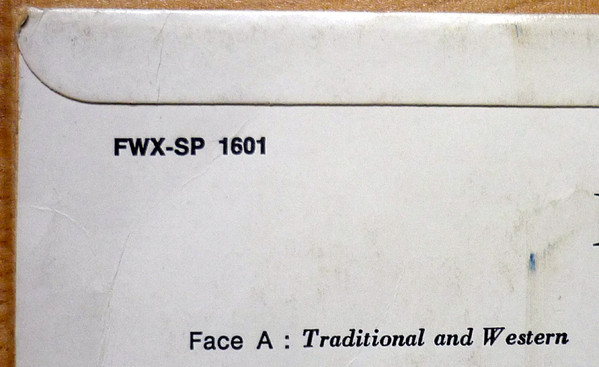 FWX-SP 1601
Face A : Traditional and Western